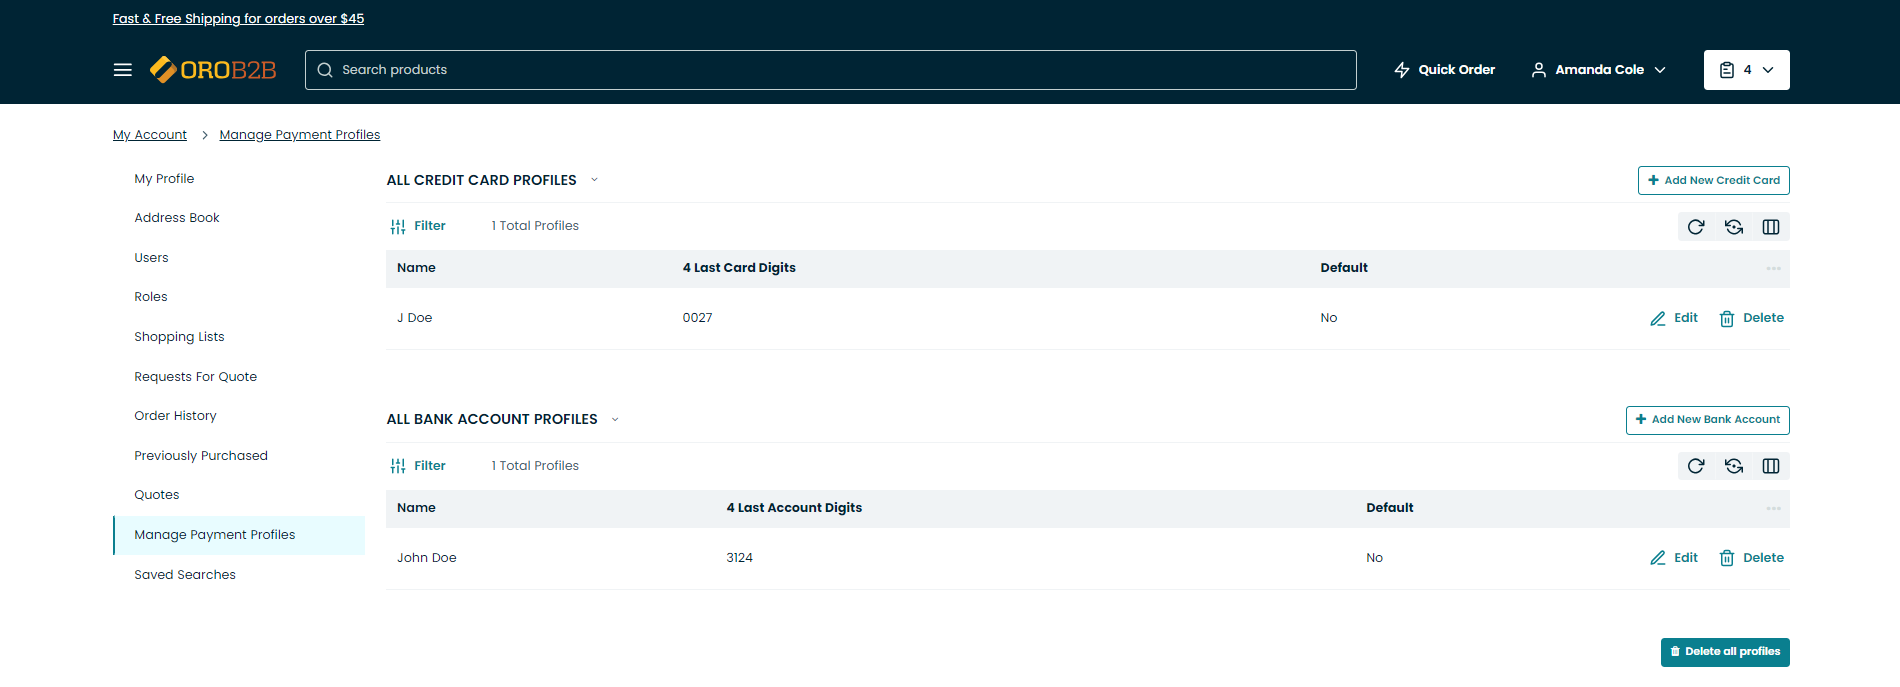 Fast & Free Shipping for orders over $45
OROB2B
Search products
Quick Order
Amanda Cole
4
My Account
Manage Payment Profiles
My Profile
Address Book
Users
Roles
Shopping Lists
Requests For Quote
Order History
Previously Purchased
Quotes
Manage Payment Profiles
Saved Searches
ALL CREDIT CARD PROFILES
Add New Credit Card
Filter
1 Total Profiles
Name 4 Last Card Digits Default
J Doe 0027 No Edit Delete
ALL BANK ACCOUNT PROFILES
Add New Bank Account
Filter
1 Total Profiles
Name 4 Last Account Digits Default
John Doe 3124 No Edit Delete
Delete all profiles